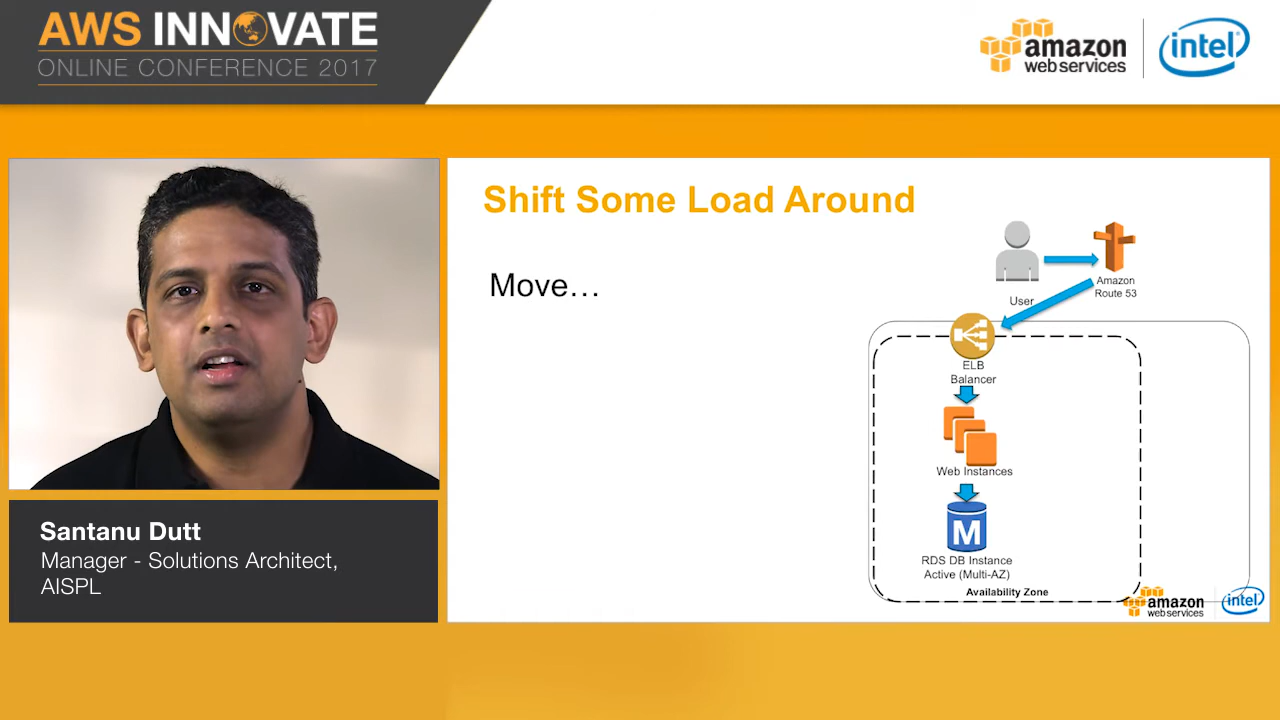 AWS INNOVATE
ONLINE CONFERENCE 2017
amazon
web services
intel
Shift Some Load Around
Move…
User
Amazon
Route 53
ELB
Balancer
Web Instances
M
RDS DB Instance
Active (Multi-AZ)
Availability Zone
amazon
web services
intel
Santanu Dutt
Manager - Solutions Architect,
AISPL